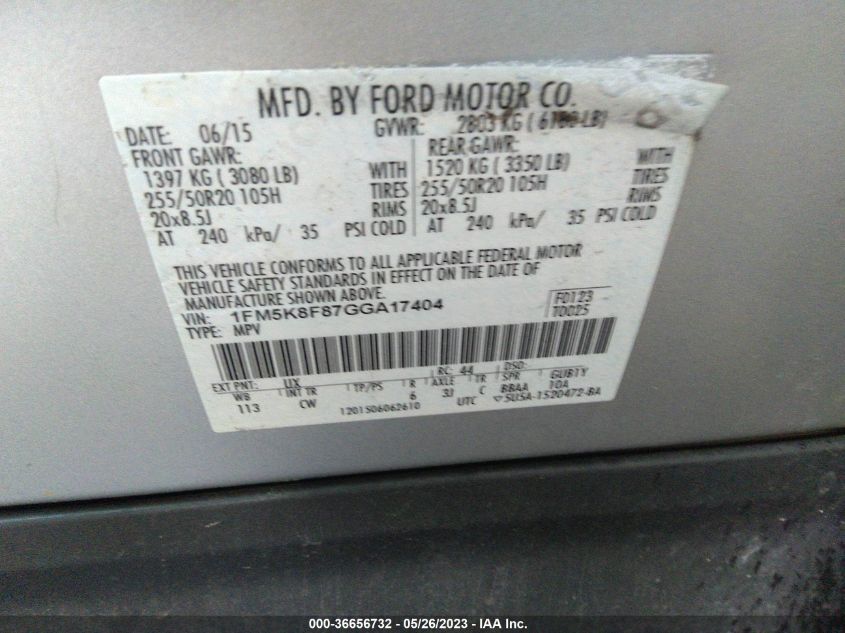 MFD. BY FORD MOTOR CO.
DATE: 06/15 GVWR: 2803 KG ( 6180 LB)
FRONT GAWR: REAR GAWR:
1397 KG ( 3080 LB) WITH 1520 KG ( 3350 LB) WITH
255/50R20 105H TIRES 255/50R20 105H TIRES
20x8.5J RIMS 20x8.5J RIMS
AT 240 kPa/ 35 PSI COLD AT 240 kPa/ 35 PSI COLD
THIS VEHICLE CONFORMS TO ALL APPLICABLE FEDERAL MOTOR
VEHICLE SAFETY STANDARDS IN EFFECT ON THE DATE OF
MANUFACTURE SHOWN ABOVE.
VIN: 1FM5K8F87GGA17404 F0123
TYPE: MPV T0025
EXT PNT: UX RC: 44 DSO:
WB INT TR TP/PS R AXLE TR SPR GUBTY
113 CW 6 3J C BBAA 10A
1201506062610 UTC ▽5U5A-1520472-BA
000-36656732 - 05/26/2023 - IAA Inc.